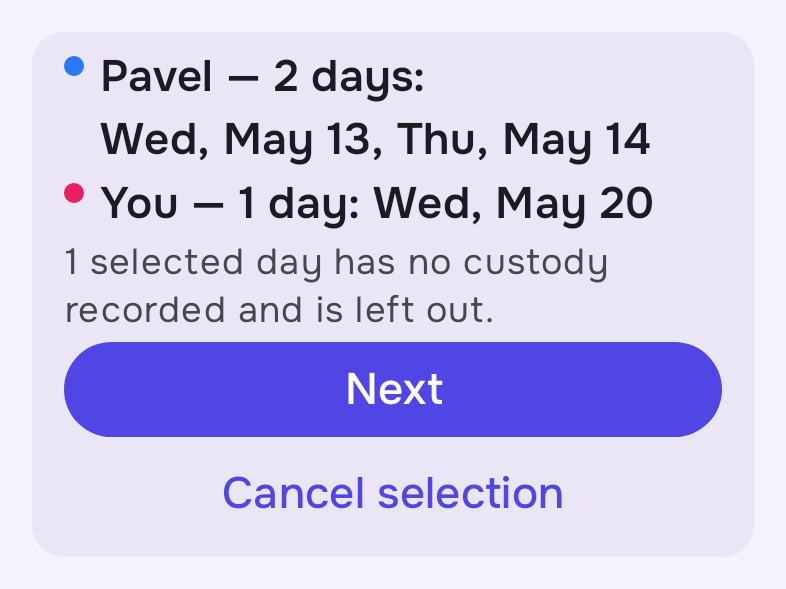 Pavel — 2 days:
Wed, May 13, Thu, May 14
You — 1 day: Wed, May 20
1 selected day has no custody
recorded and is left out.
Next
Cancel selection